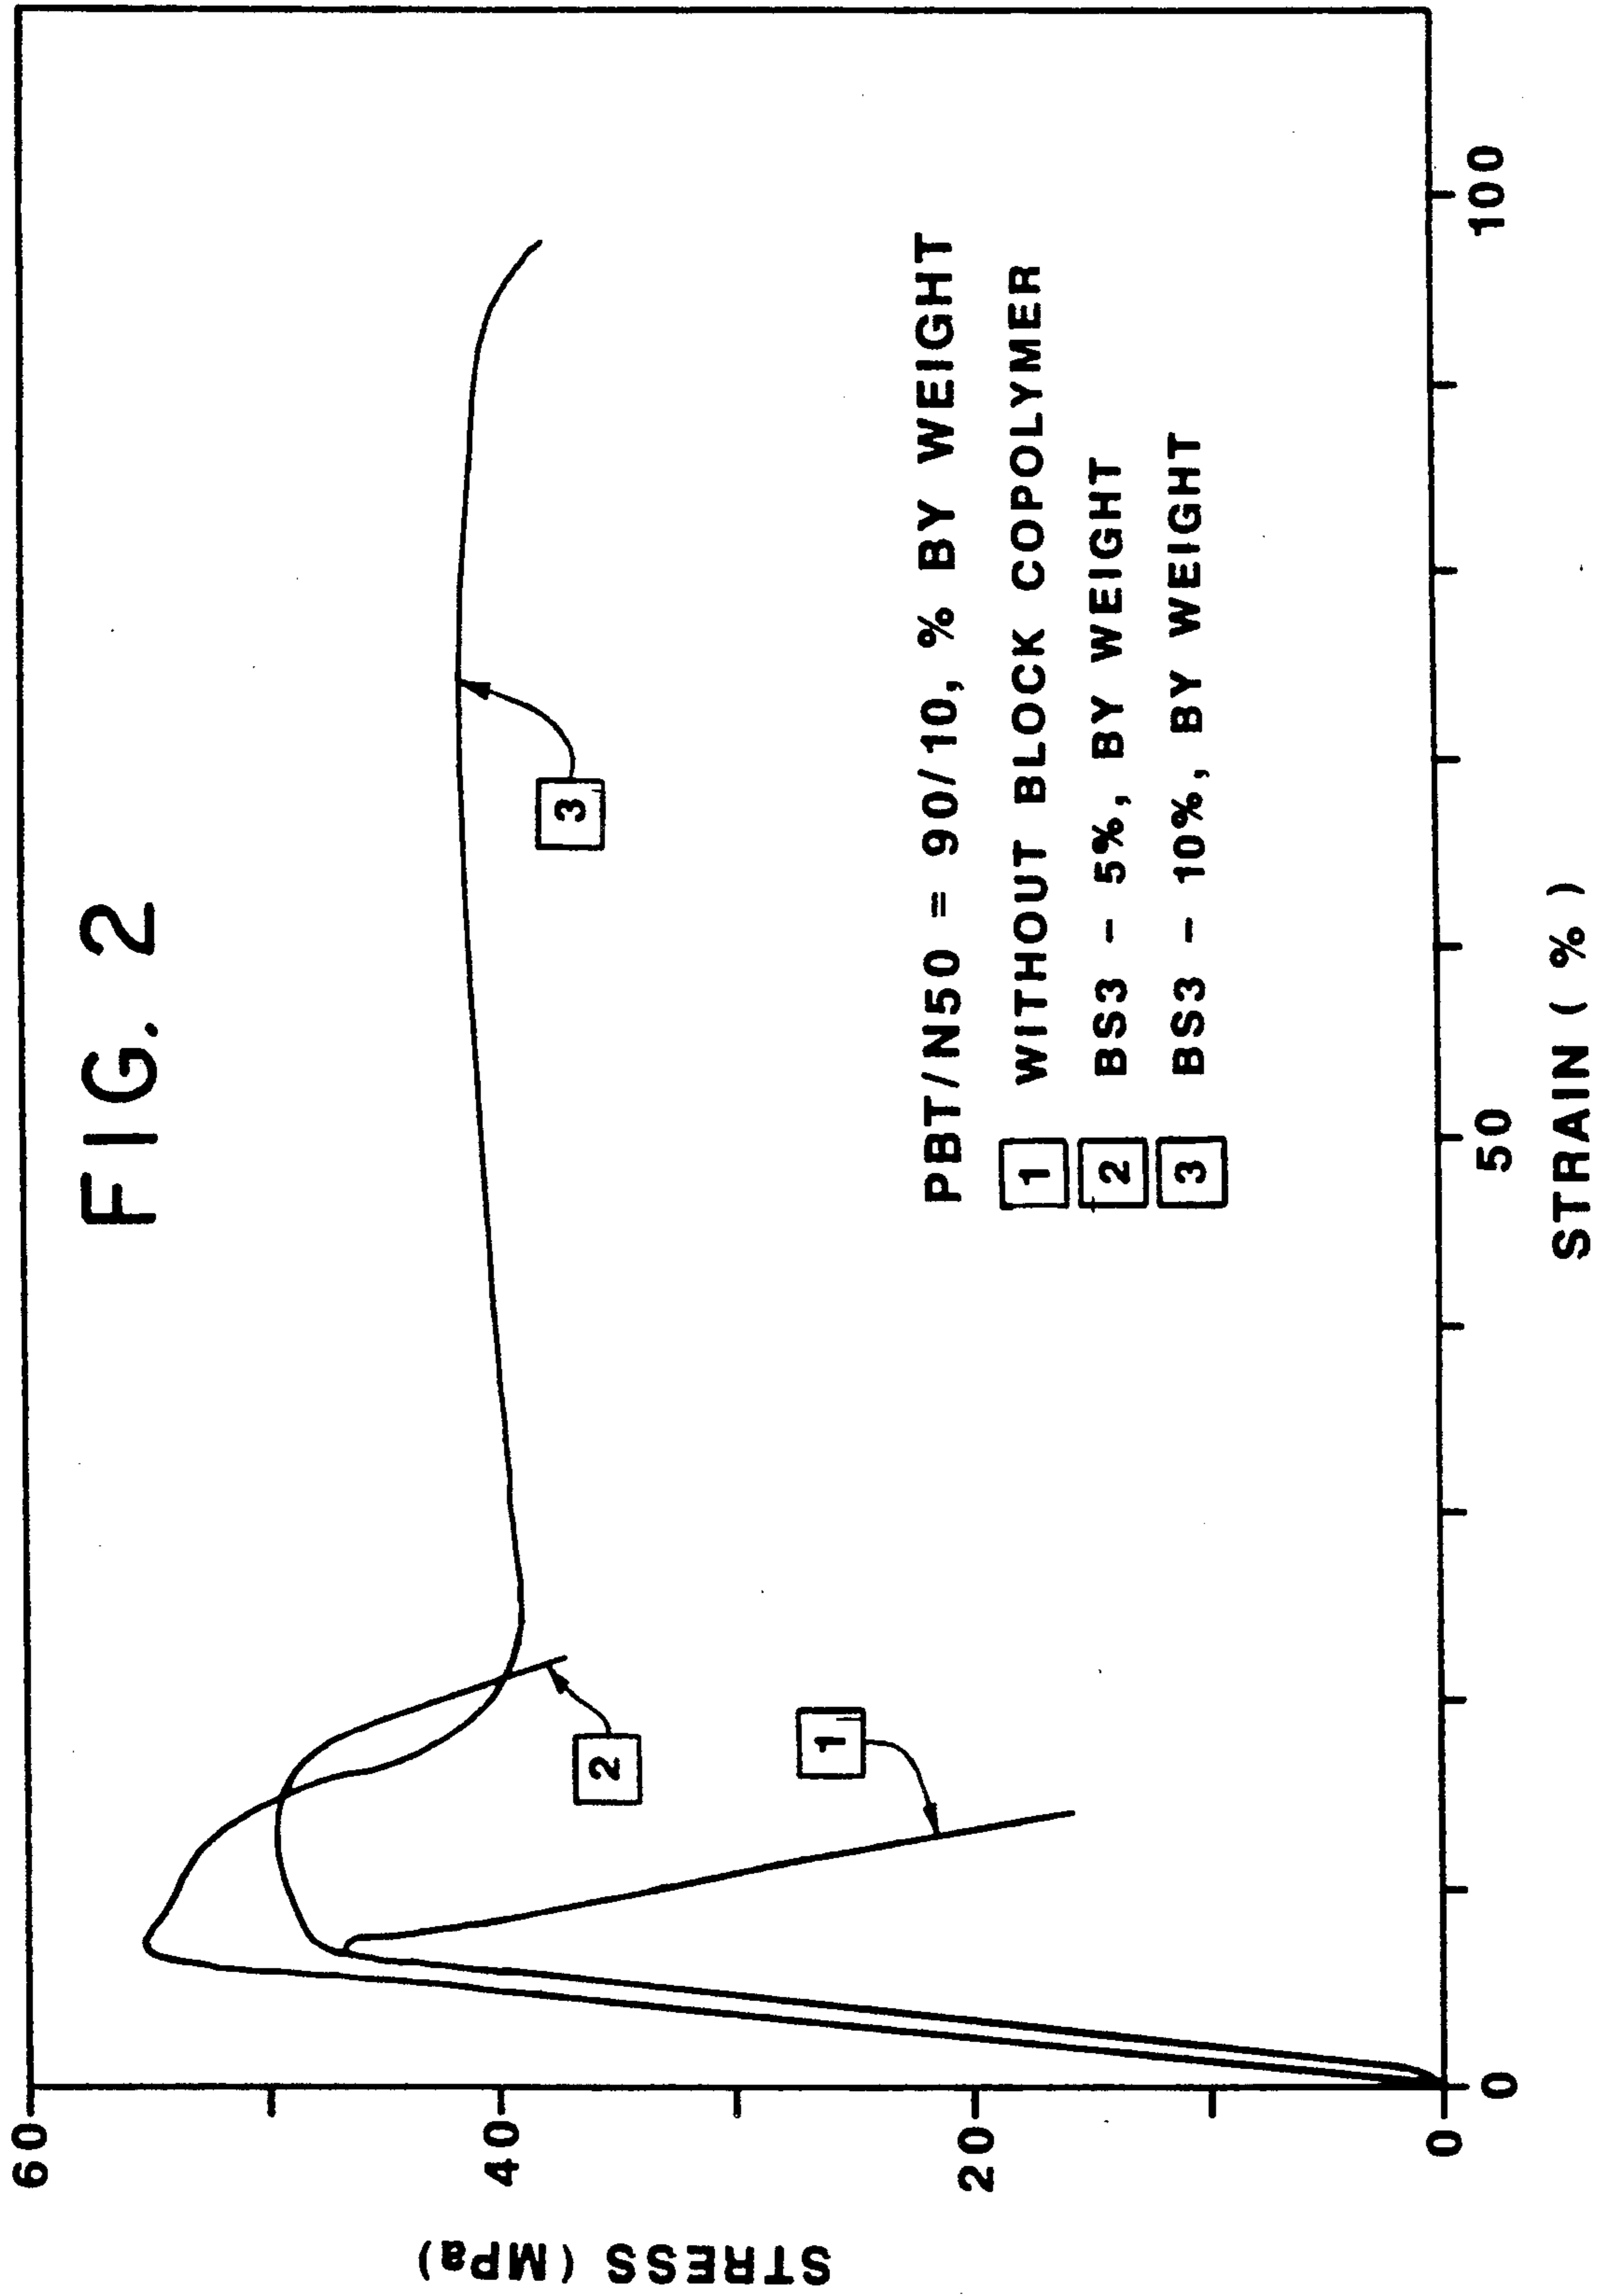 FIG. 2
60
40
20
0
STRESS (MPa)
3
2
1
PBT/N50 = 90/10, % BY WEIGHT
1 WITHOUT BLOCK COPOLYMER
2 BS3 - 5%, BY WEIGHT
3 BS3 - 10%, BY WEIGHT
0 50 100
STRAIN (%)